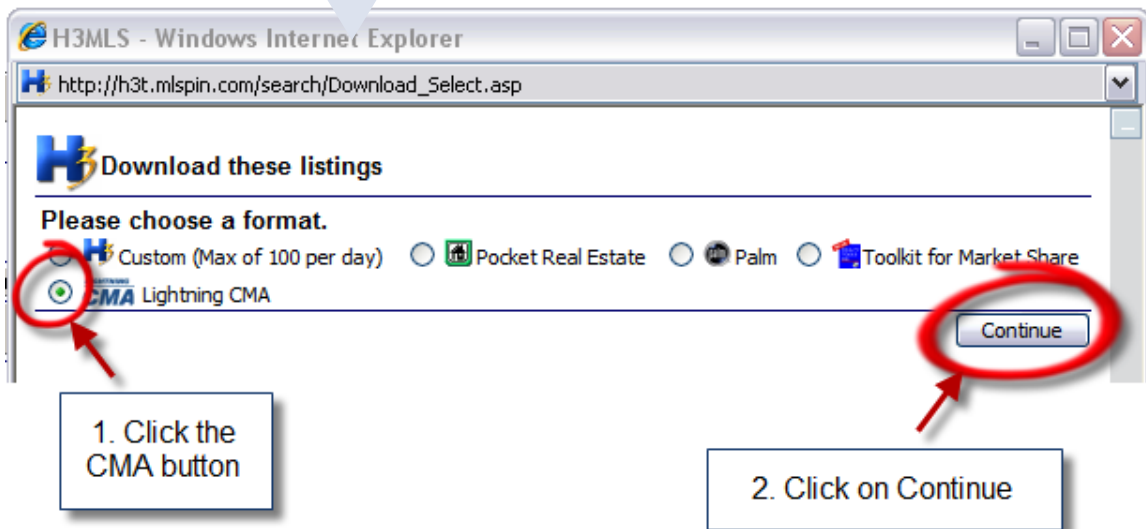 H3MLS - Windows Internet Explorer
http://h3t.mlspin.com/search/Download_Select.asp
H3 Download these listings
Please choose a format.
H3 Custom (Max of 100 per day) Pocket Real Estate Palm Toolkit for Market Share
CMA Lightning CMA
Continue
1. Click the
CMA button
2. Click on Continue